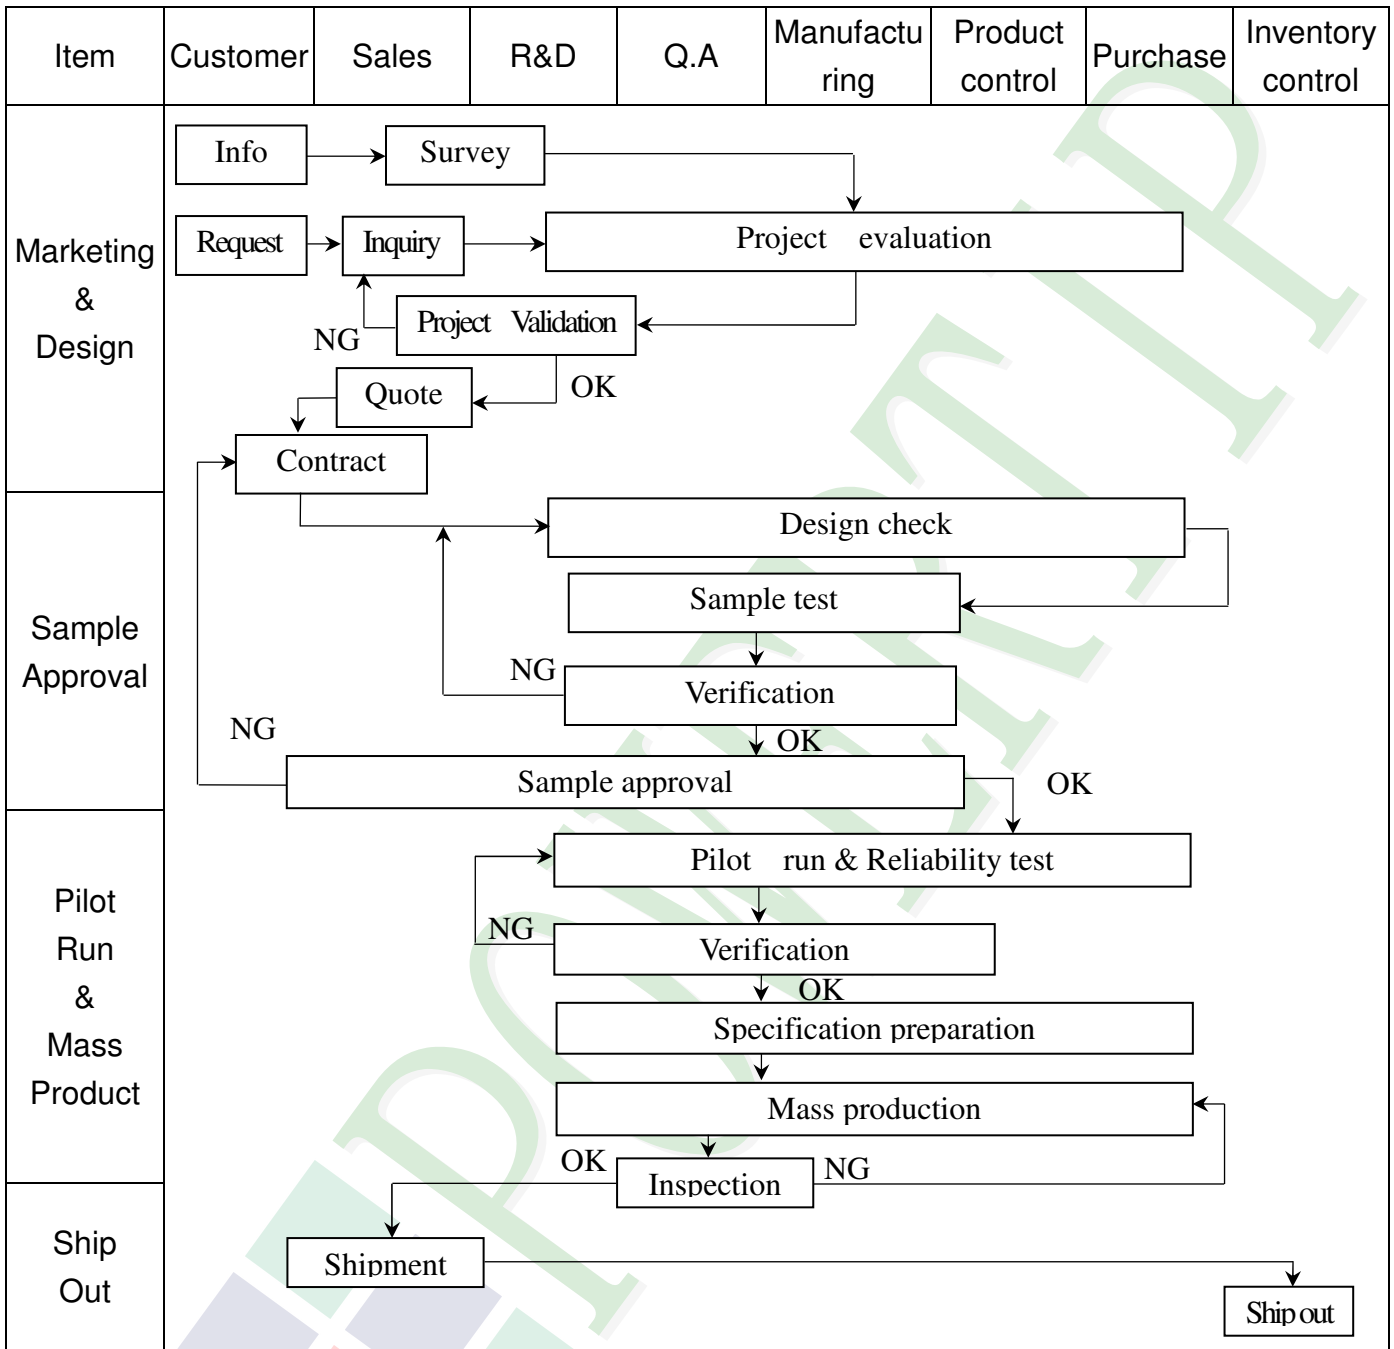 Item Customer Sales R&D Q.A Manufactu
ring Product
control Purchase Inventory
control
Marketing
&
Design
Info Survey
Request Inquiry Project evaluation
NG Project Validation
Quote OK
Contract
Sample
Approval
Design check
Sample test
NG Verification
NG OK
Sample approval OK
Pilot
Run
&
Mass
Product
Pilot run & Reliability test
NG Verification
OK
Specification preparation
Mass production
OK Inspection NG
Ship
Out
Shipment
Ship out
POWERTIP